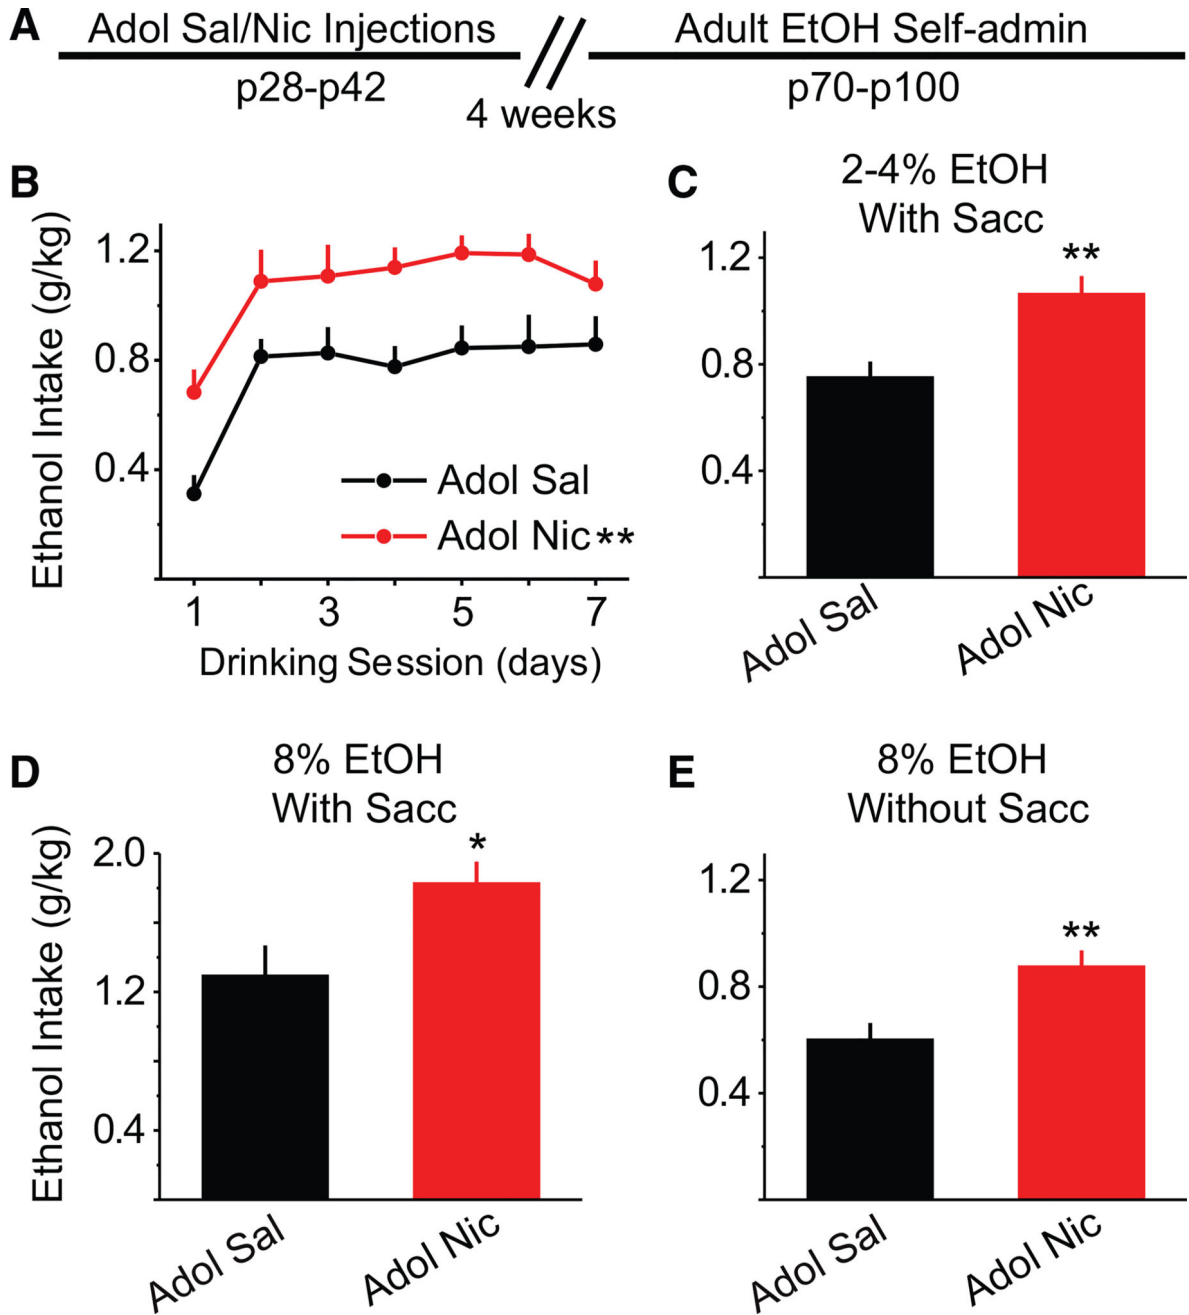 A
Adol Sal/Nic Injections
Adult EtOH Self-admin
p28-p42
4 weeks
p70-p100
B
Ethanol Intake (g/kg)
1.2
0.8
0.4
Adol Sal
Adol Nic**
1 3 5 7
Drinking Session (days)
C
2-4% EtOH
With Sacc
**
1.2
0.8
0.4
Adol Sal
Adol Nic
D
8% EtOH
With Sacc
*
Ethanol Intake (g/kg)
2.0
1.2
0.4
Adol Sal
Adol Nic
E
8% EtOH
Without Sacc
**
1.2
0.8
0.4
Adol Sal
Adol Nic